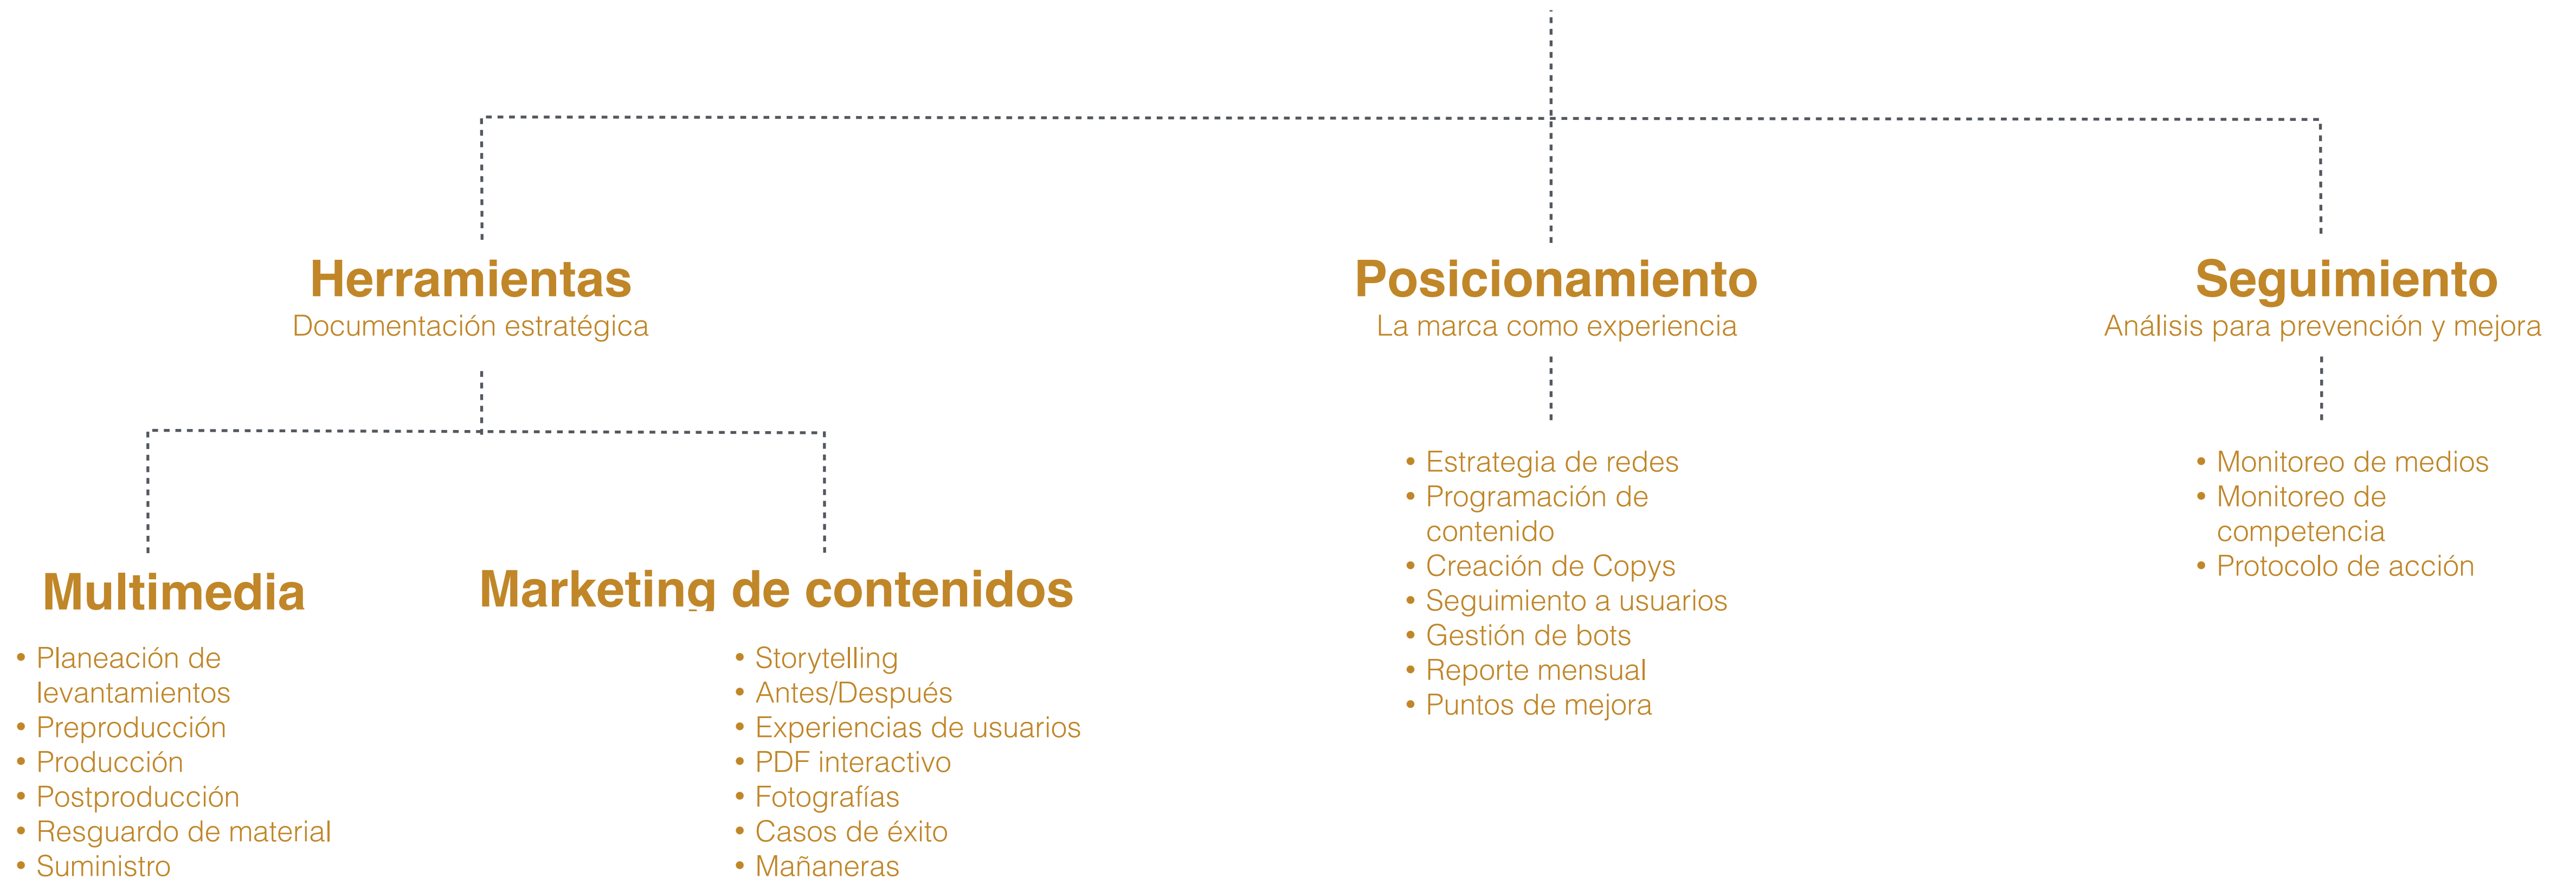 Herramientas
Documentación estratégica
Posicionamiento
La marca como experiencia
Seguimiento
Análisis para prevención y mejora
Multimedia
• Planeación de
levantamientos
• Preproducción
• Producción
• Postproducción
• Resguardo de material
• Suministro
Marketing de contenidos
• Storytelling
• Antes/Después
• Experiencias de usuarios
• PDF interactivo
• Fotografías
• Casos de éxito
• Mañaneras
• Estrategia de redes
• Programación de
contenido
• Creación de Copys
• Seguimiento a usuarios
• Gestión de bots
• Reporte mensual
• Puntos de mejora
• Monitoreo de medios
• Monitoreo de
competencia
• Protocolo de acción